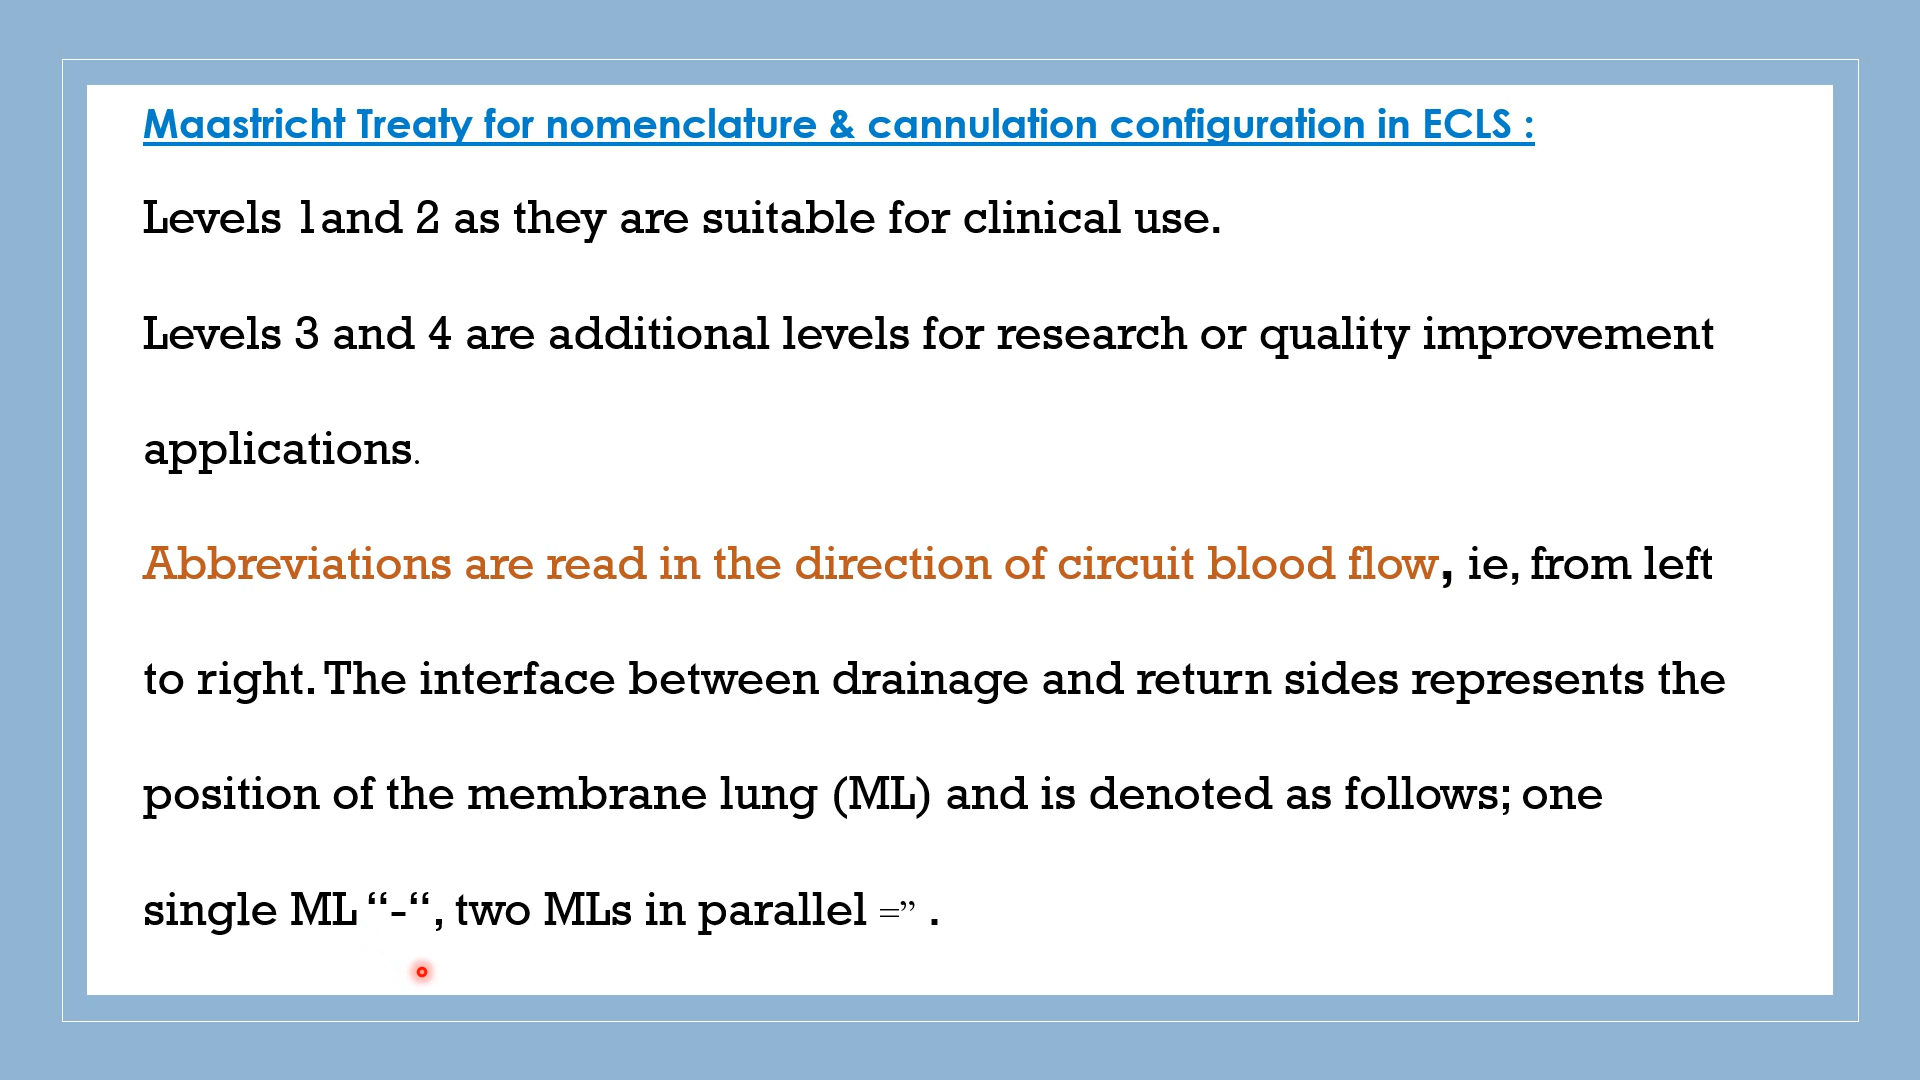 Maastricht Treaty for nomenclature & cannulation configuration in ECLS :
Levels 1and 2 as they are suitable for clinical use.
Levels 3 and 4 are additional levels for research or quality improvement
applications.
Abbreviations are read in the direction of circuit blood flow, ie, from left
to right. The interface between drainage and return sides represents the
position of the membrane lung (ML) and is denoted as follows; one
single ML “-“, two MLs in parallel =” .